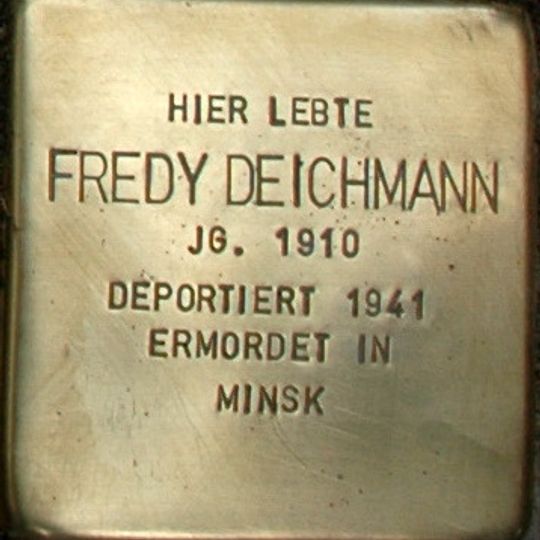 HIER LEBTE
FREDY DEICHMANN
JG. 1910
DEPORTIERT 1941
ERMORDET IN
MINSK